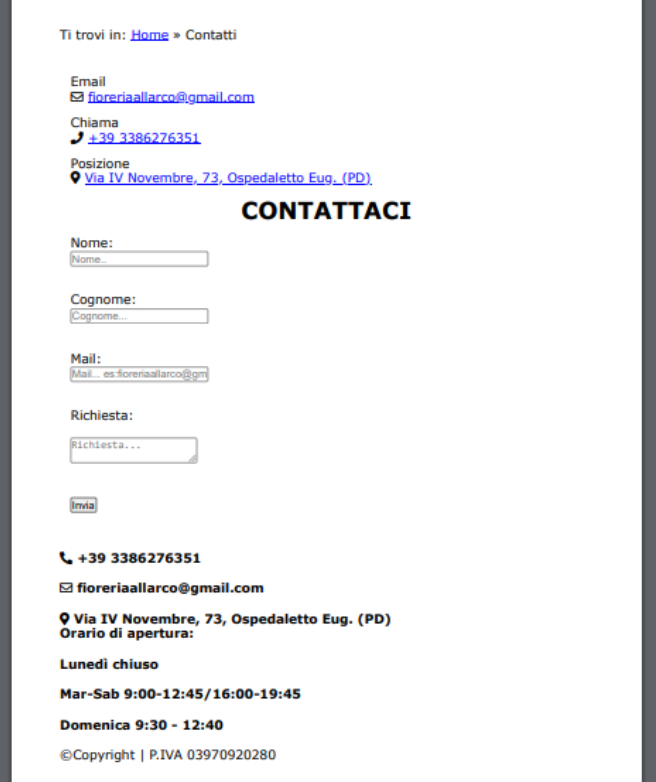 Ti trovi in: Home » Contatti
Email
fioreriaallarco@gmail.com
Chiama
+39 3386276351
Posizione
Via IV Novembre, 73, Ospedaletto Eug. (PD)
CONTATTACI
Nome:
Nome..
Cognome:
Cognome...
Mail:
Mail... es:fioreriaallarco@gm
Richiesta:
Richiesta...
Invia
+39 3386276351
fioreriaallarco@gmail.com
Via IV Novembre, 73, Ospedaletto Eug. (PD)
Orario di apertura:
Lunedì chiuso
Mar-Sab 9:00-12:45/16:00-19:45
Domenica 9:30 - 12:40
©Copyright | P.IVA 03970920280